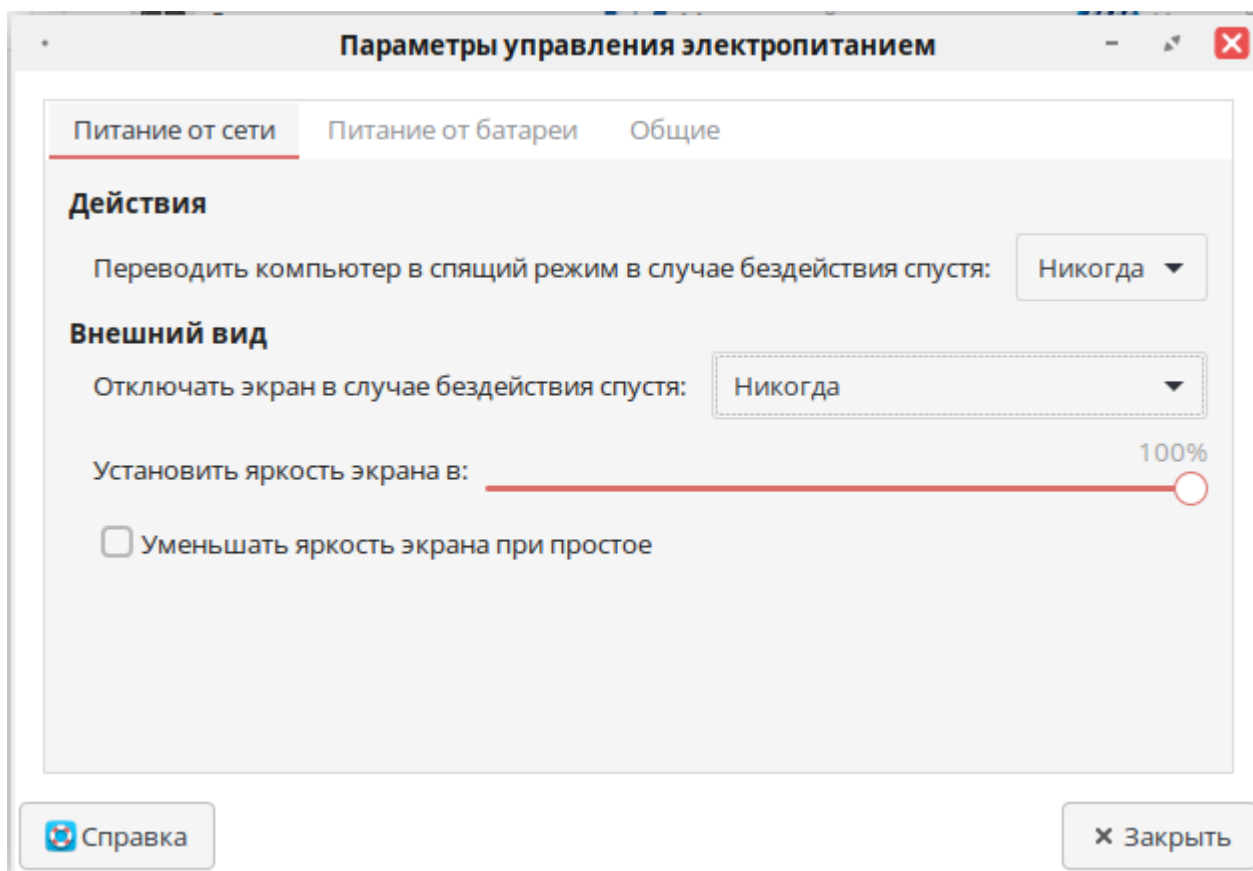 Параметры управления электропитанием
Питание от сети Питание от батареи Общие
Действия
Переводить компьютер в спящий режим в случае бездействия спустя: Никогда
Внешний вид
Отключать экран в случае бездействия спустя: Никогда
100%
Установить яркость экрана в:
Уменьшать яркость экрана при простое
Справка Закрыть